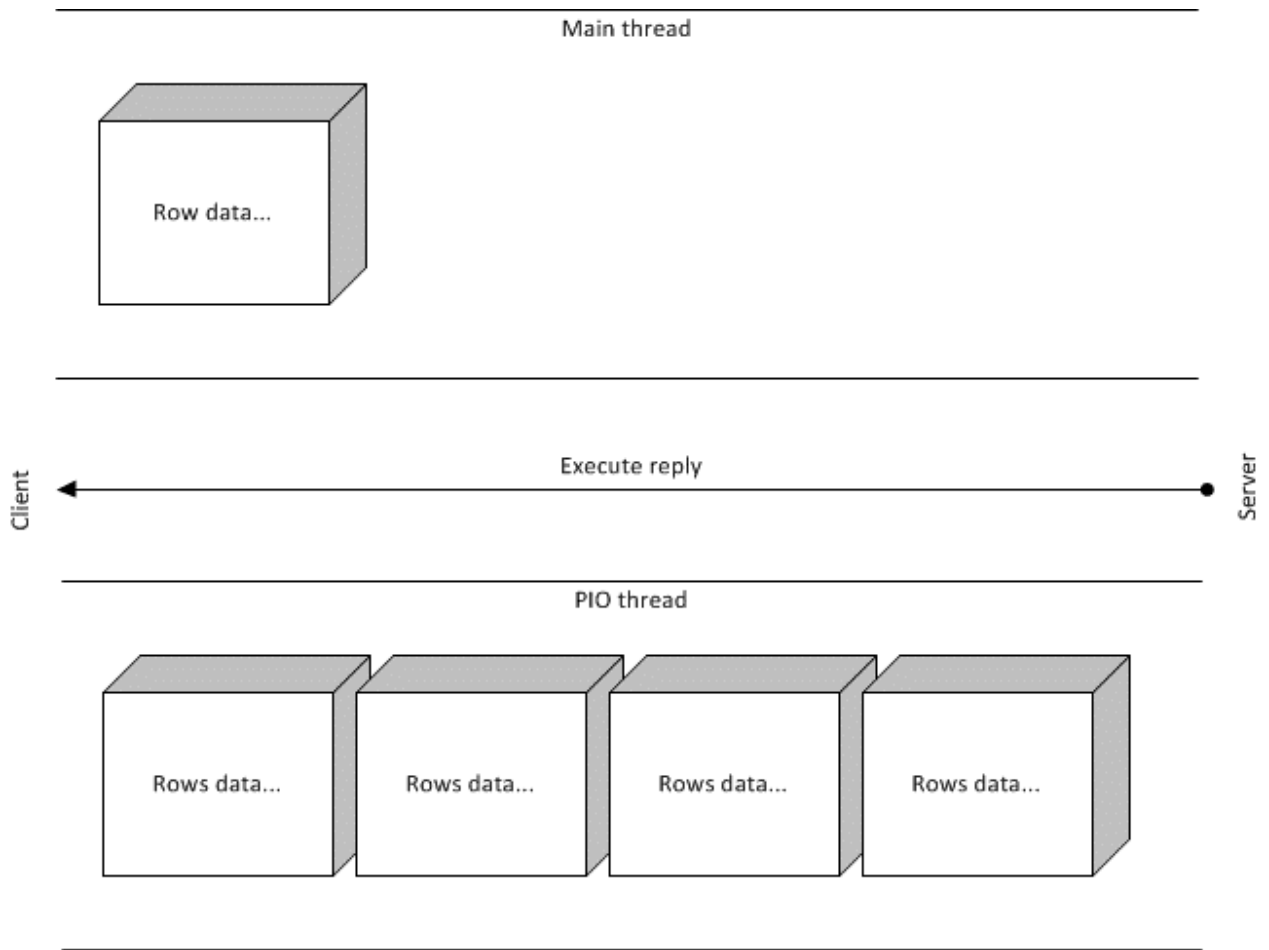 Main thread
Row data...
Execute reply
Client
Server
PIO thread
Rows data...
Rows data...
Rows data...
Rows data...